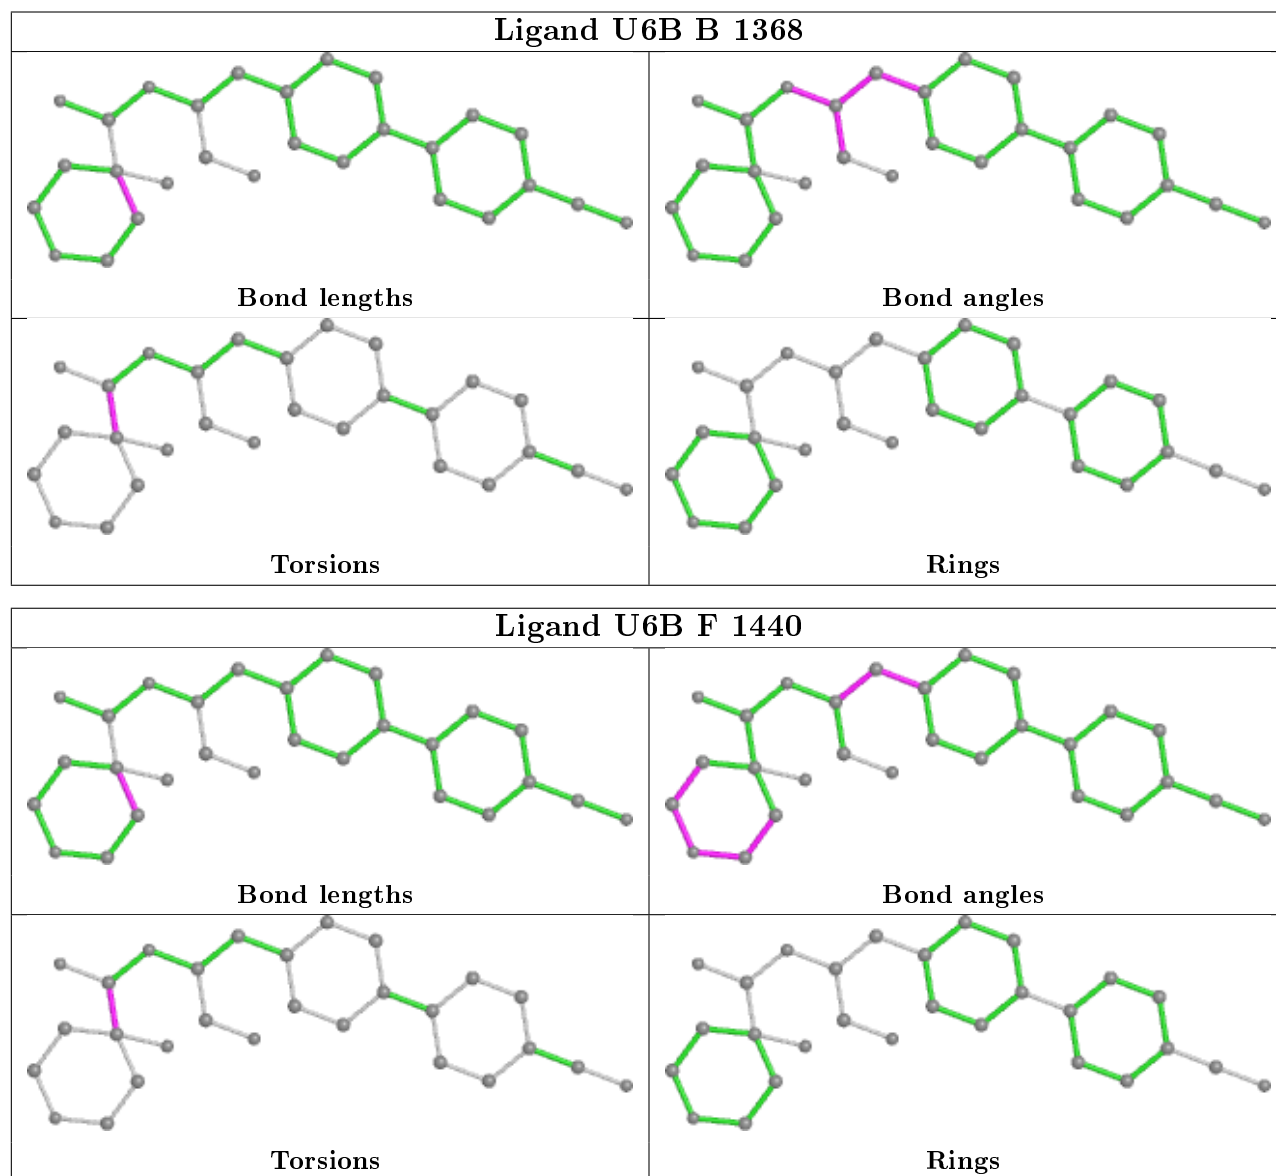 Ligand U6B B 1368
Bond lengths
Bond angles
Torsions
Rings
Ligand U6B F 1440
Bond lengths
Bond angles
Torsions
Rings